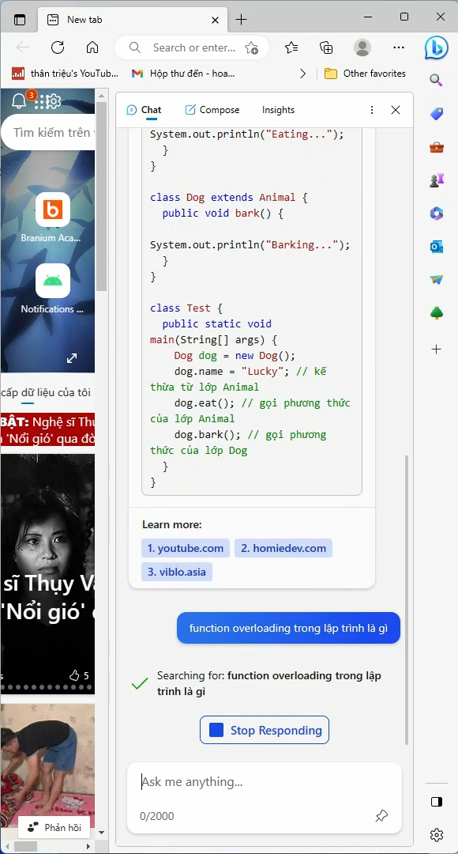 New tab
Search or enter...
thân triệu's YouTub...
Hộp thư đến - hoa...
Other favorites
3
Tìm kiếm trên
Branium Aca...
Notifications ...
cấp dữ liệu của tôi
BẬT: Nghệ sĩ Thụ
'Nổi gió' qua đờ
sĩ Thụy Vâ
'Nổi gió'
5
Phản hồi
Chat
Compose
Insights
System.out.println("Eating...");
}
}
class Dog extends Animal {
public void bark() {
System.out.println("Barking...");
}
}
class Test {
public static void
main(String[] args) {
Dog dog = new Dog();
dog.name = "Lucky"; // kế
thừa từ lớp Animal
dog.eat(); // gọi phương thức
của lớp Animal
dog.bark(); // gọi phương
thức của lớp Dog
}
}
Learn more:
1. youtube.com
2. homiedev.com
3. viblo.asia
function overloading trong lập trình là gì
Searching for: function overloading trong lập
trình là gì
Stop Responding
Ask me anything...
0/2000